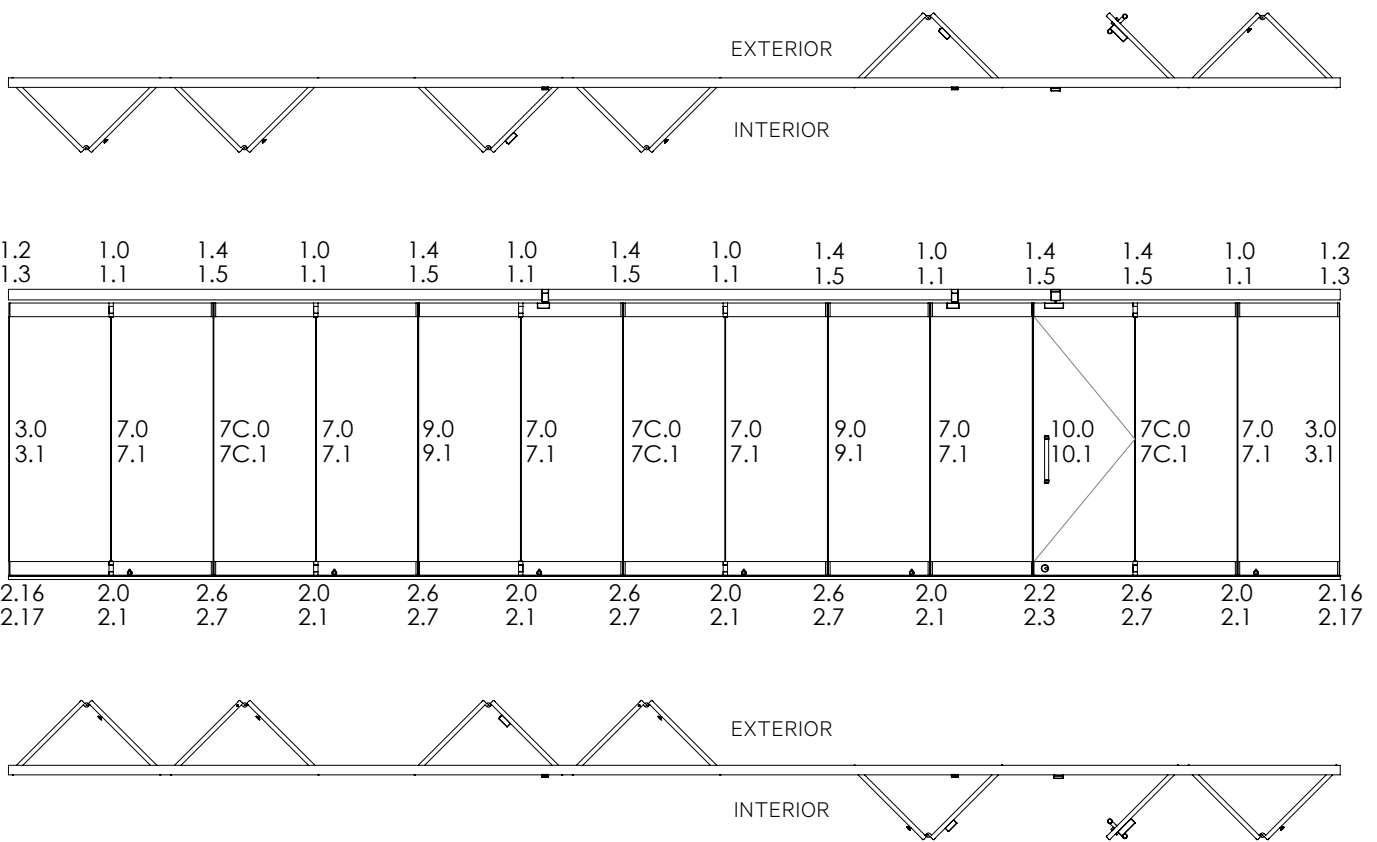 EXTERIOR
INTERIOR
1.2 1.0 1.4 1.0 1.4 1.0 1.4 1.0 1.4 1.0 1.4 1.4 1.0 1.2
1.3 1.1 1.5 1.1 1.5 1.1 1.5 1.1 1.5 1.1 1.5 1.5 1.1 1.3
3.0 7.0 7C.0 7.0 9.0 7.0 7C.0 7.0 9.0 7.0 10.0 7C.0 7.0 3.0
3.1 7.1 7C.1 7.1 9.1 7.1 7C.1 7.1 9.1 7.1 10.1 7C.1 7.1 3.1
2.16 2.0 2.6 2.0 2.6 2.0 2.6 2.0 2.6 2.0 2.2 2.6 2.0 2.16
2.17 2.1 2.7 2.1 2.7 2.1 2.7 2.1 2.7 2.1 2.3 2.7 2.1 2.17
EXTERIOR
INTERIOR